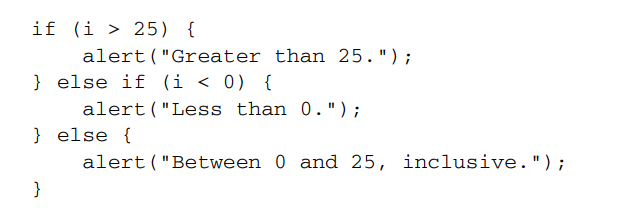 if (i > 25) {
    alert("Greater than 25.");
} else if (i < 0) {
    alert("Less than 0.");
} else {
    alert("Between 0 and 25, inclusive.");
}